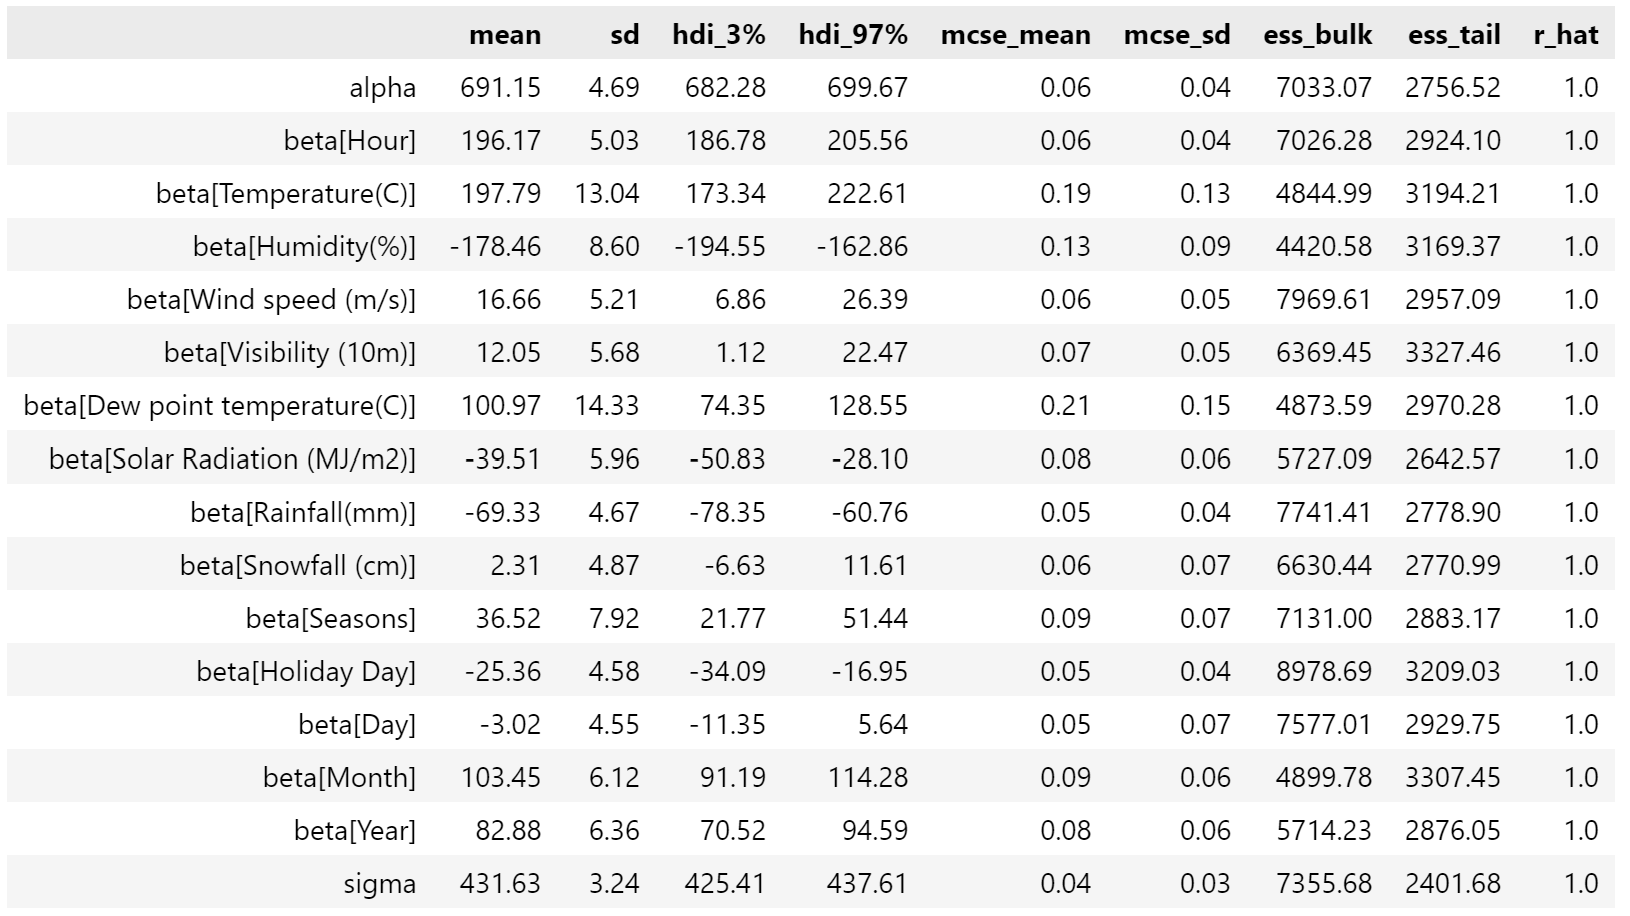 mean sd hdi_3% hdi_97% mcse_mean mcse_sd ess_bulk ess_tail r_hat
alpha 691.15 4.69 682.28 699.67 0.06 0.04 7033.07 2756.52 1.0
beta[Hour] 196.17 5.03 186.78 205.56 0.06 0.04 7026.28 2924.10 1.0
beta[Temperature(C)] 197.79 13.04 173.34 222.61 0.19 0.13 4844.99 3194.21 1.0
beta[Humidity(%)] -178.46 8.60 -194.55 -162.86 0.13 0.09 4420.58 3169.37 1.0
beta[Wind speed (m/s)] 16.66 5.21 6.86 26.39 0.06 0.05 7969.61 2957.09 1.0
beta[Visibility (10m)] 12.05 5.68 1.12 22.47 0.07 0.05 6369.45 3327.46 1.0
beta[Dew point temperature(C)] 100.97 14.33 74.35 128.55 0.21 0.15 4873.59 2970.28 1.0
beta[Solar Radiation (MJ/m2)] -39.51 5.96 -50.83 -28.10 0.08 0.06 5727.09 2642.57 1.0
beta[Rainfall(mm)] -69.33 4.67 -78.35 -60.76 0.05 0.04 7741.41 2778.90 1.0
beta[Snowfall (cm)] 2.31 4.87 -6.63 11.61 0.06 0.07 6630.44 2770.99 1.0
beta[Seasons] 36.52 7.92 21.77 51.44 0.09 0.07 7131.00 2883.17 1.0
beta[Holiday Day] -25.36 4.58 -34.09 -16.95 0.05 0.04 8978.69 3209.03 1.0
beta[Day] -3.02 4.55 -11.35 5.64 0.05 0.07 7577.01 2929.75 1.0
beta[Month] 103.45 6.12 91.19 114.28 0.09 0.06 4899.78 3307.45 1.0
beta[Year] 82.88 6.36 70.52 94.59 0.08 0.06 5714.23 2876.05 1.0
sigma 431.63 3.24 425.41 437.61 0.04 0.03 7355.68 2401.68 1.0